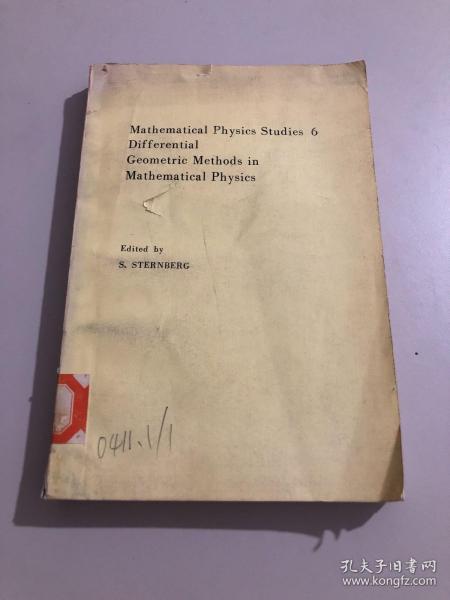 Mathematical Physics Studies 6
Differential
Geometric Methods in
Mathematical Physics
Edited by
S. STERNBERG
O411.1/1
孔夫子旧书网
www.kongfz.com